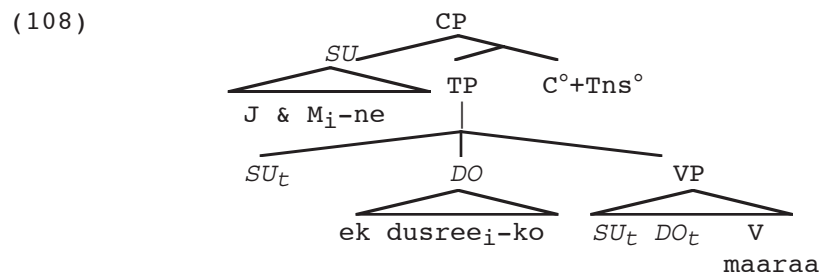 (108) CP
SU
TP C°+Tns°
J & Mi-ne
SUt DO VP
ek dusreei-ko SUt DOt V
maaraa